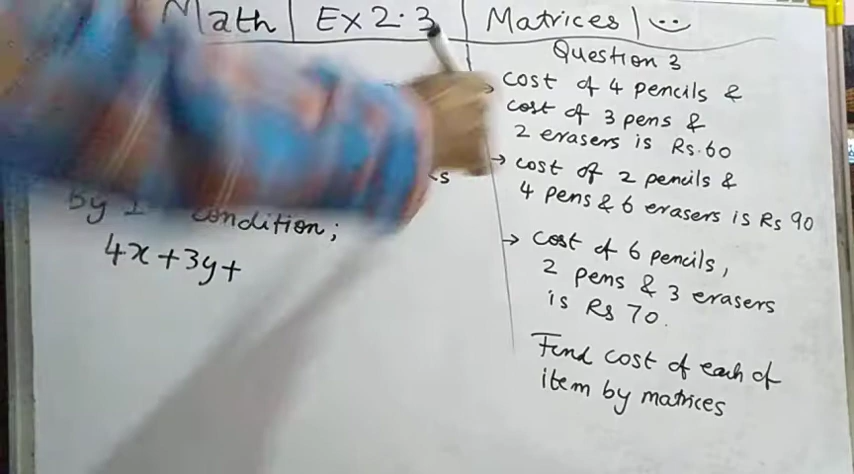 Math | Ex 2.3 | Matrices | :)
By condition;
4x+3y+
Question 3
→ cost of 4 pencils &
cost of 3 pens &
2 erasers is Rs.60
→ cost of 2 pencils &
4 pens & 6 erasers is Rs 90
→ cost of 6 pencils,
2 pens & 3 erasers
is Rs 70.
Find cost of each of
item by matrices